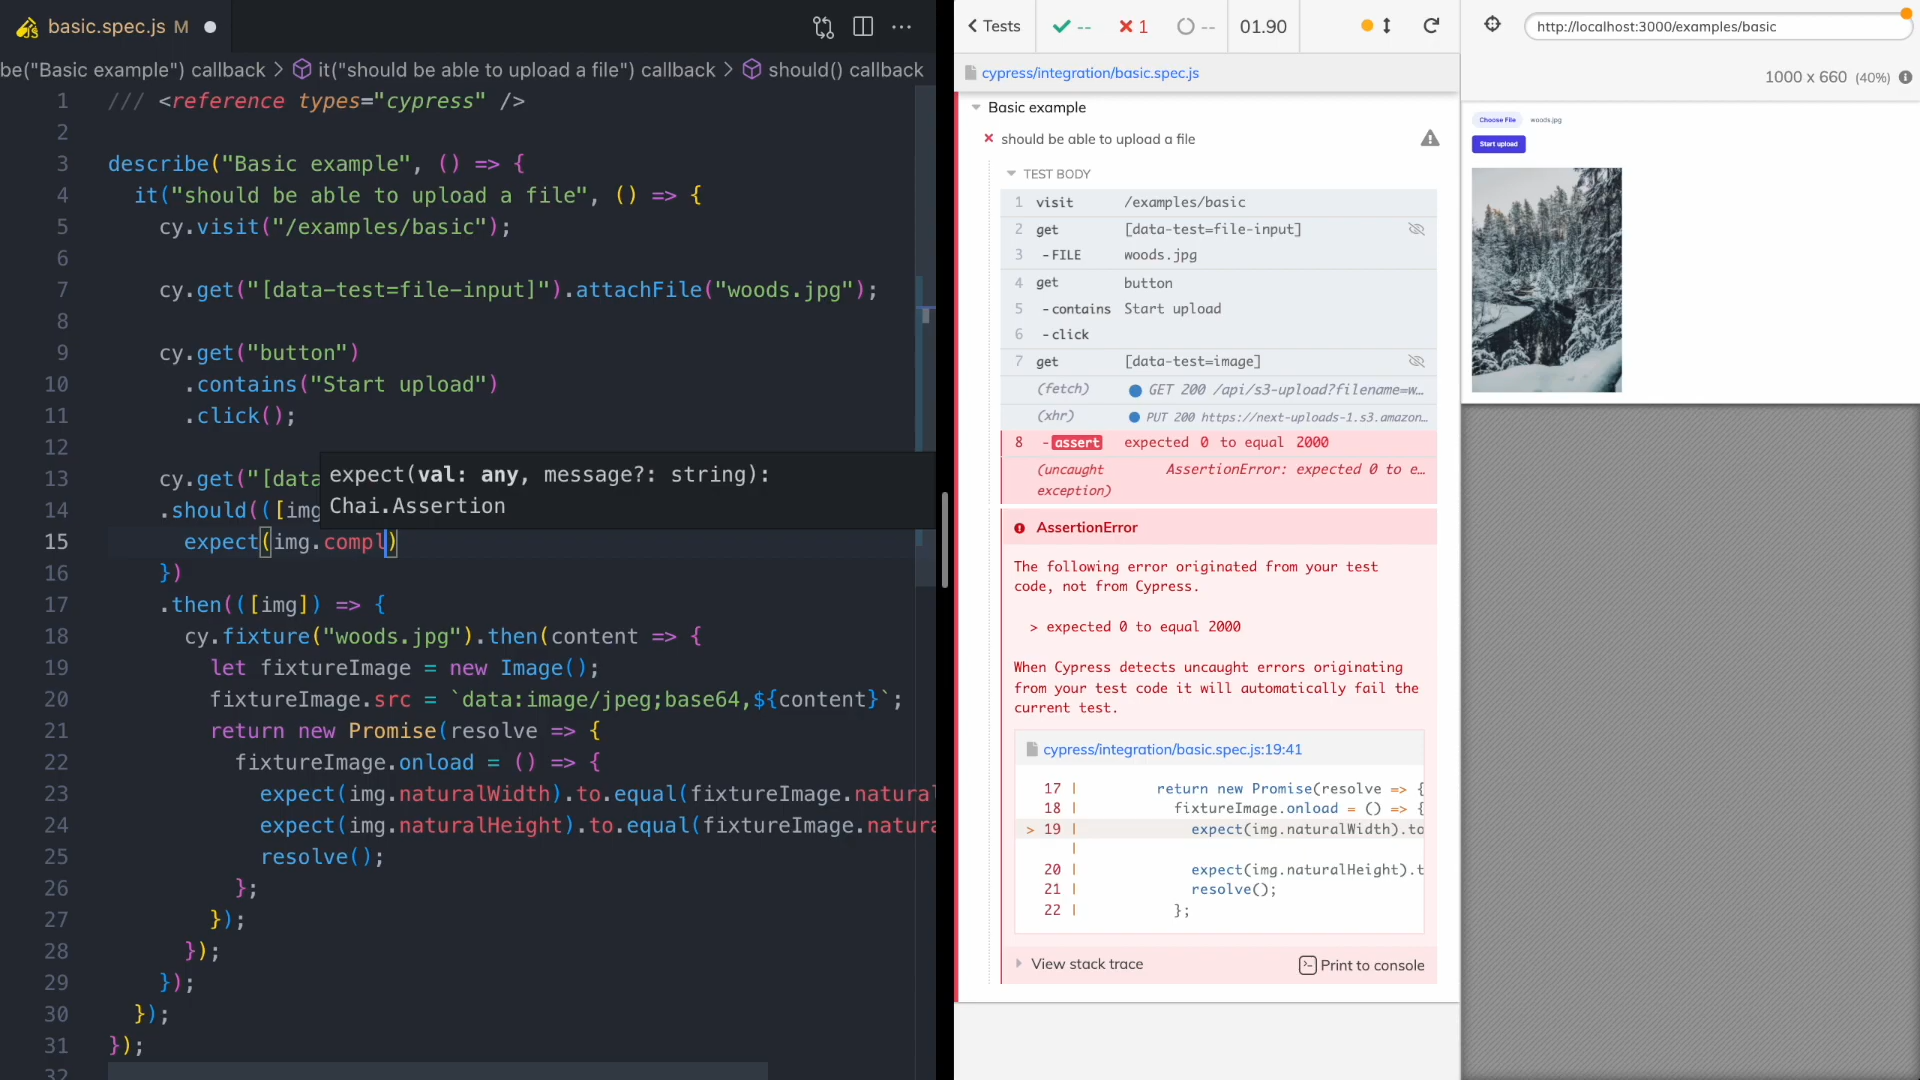 basic.spec.js M
be("Basic example") callback > it("should be able to upload a file") callback > should() callback
1 /// <reference types="cypress" />
2
3 describe("Basic example", () => {
4 it("should be able to upload a file", () => {
5 cy.visit("/examples/basic");
6
7 cy.get("[data-test=file-input]").attachFile("woods.jpg");
8
9 cy.get("button")
10 .contains("Start upload")
11 .click();
12
13 cy.get("[data
14 .should(([img
15 expect(img.compl)
16 })
17 .then(([img]) => {
18 cy.fixture("woods.jpg").then(content => {
19 let fixtureImage = new Image();
20 fixtureImage.src = `data:image/jpeg;base64,${content}`;
21 return new Promise(resolve => {
22 fixtureImage.onload = () => {
23 expect(img.naturalWidth).to.equal(fixtureImage.natural
24 expect(img.naturalHeight).to.equal(fixtureImage.natura
25 resolve();
26 };
27 });
28 });
29 });
30 });
31 });
32
expect(val: any, message?: string):
Chai.Assertion
Tests -- 1 -- 01.90
cypress/integration/basic.spec.js
Basic example
should be able to upload a file
TEST BODY
1 visit /examples/basic
2 get [data-test=file-input]
3 -FILE woods.jpg
4 get button
5 -contains Start upload
6 -click
7 get [data-test=image]
(fetch) GET 200 /api/s3-upload?filename=w…
(xhr) PUT 200 https://next-uploads-1.s3.amazon…
8 -assert expected 0 to equal 2000
(uncaught AssertionError: expected 0 to e…
exception)
AssertionError
The following error originated from your test
code, not from Cypress.
> expected 0 to equal 2000
When Cypress detects uncaught errors originating
from your test code it will automatically fail the
current test.
cypress/integration/basic.spec.js:19:41
17 | return new Promise(resolve => {
18 | fixtureImage.onload = () => {
> 19 | expect(img.naturalWidth).to
|
20 | expect(img.naturalHeight).t
21 | resolve();
22 | };
View stack trace
Print to console
http://localhost:3000/examples/basic
1000 x 660 (40%)
Choose File woods.jpg
Start upload